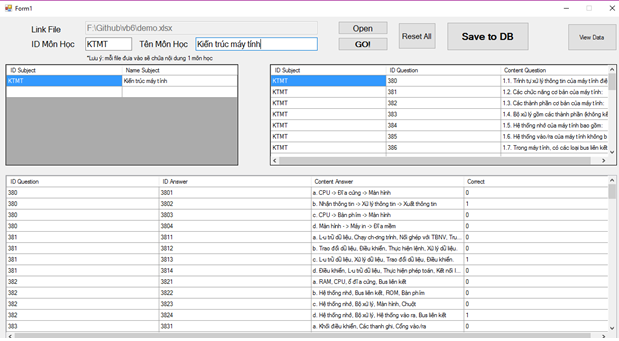 Form1
Link File F:\Github\vb6\demo.xlsx Open Reset All Save to DB View Data
ID Môn Học KTMT Tên Môn Học Kiến trúc máy tính GO!
*Lưu ý: mỗi file đưa vào sẽ chứa nội dung 1 môn học
ID Subject Name Subject
KTMT Kiến trúc máy tính
ID Subject ID Question Content Question
KTMT 380 1.1. Trình tự xử lý thông tin của máy tính điệ
KTMT 381 1.2. Các chức năng cơ bản của máy tính:
KTMT 382 1.3. Các thành phần cơ bản của máy tính:
KTMT 383 1.4. Bộ xử lý gồm các thành phần (không kể
KTMT 384 1.5. Hệ thống nhớ của máy tính bao gồm:
KTMT 385 1.6. Hệ thống vào/ra của máy tính không b
KTMT 386 1.7. Trong máy tính, có các loại bus liên kết
ID Question ID Answer Content Answer Correct
380 3801 a. CPU -> Đĩa cứng -> Màn hình 0
380 3802 b. Nhận thông tin -> Xử lý thông tin -> Xuất thông tin 1
380 3803 c. CPU -> Bàn phím -> Màn hình 0
380 3804 d. Màn hình - > Máy in -> Đĩa mềm 0
381 3811 a. L-u trữ dữ liệu, Chạy ch-ơng trình, Nối ghép với TBNV, Tru... 0
381 3812 b. Trao đổi dữ liệu, Điều khiển, Thực hiện lệnh, Xử lý dữ liệu. 0
381 3813 c. L-u trữ dữ liệu, Xử lý dữ liệu, Trao đổi dữ liệu, Điều khiển. 1
381 3814 d. Điều khiển, L-u trữ dữ liệu, Thực hiện phép toán, Kết nối I... 0
382 3821 a. RAM, CPU, ổ đĩa cứng, Bus liên kết 0
382 3822 b. Hệ thống nhớ, Bus liên kết, ROM, Bàn phím 0
382 3823 c. Hệ thống nhớ, Bộ xử lý, Màn hình, Chuột 0
382 3824 d. Hệ thống nhớ, Bộ xử lý, Hệ thống vào ra, Bus liên kết 1
383 3831 a. Khối điều khiển, Các thanh ghi, Cổng vào/ra 0